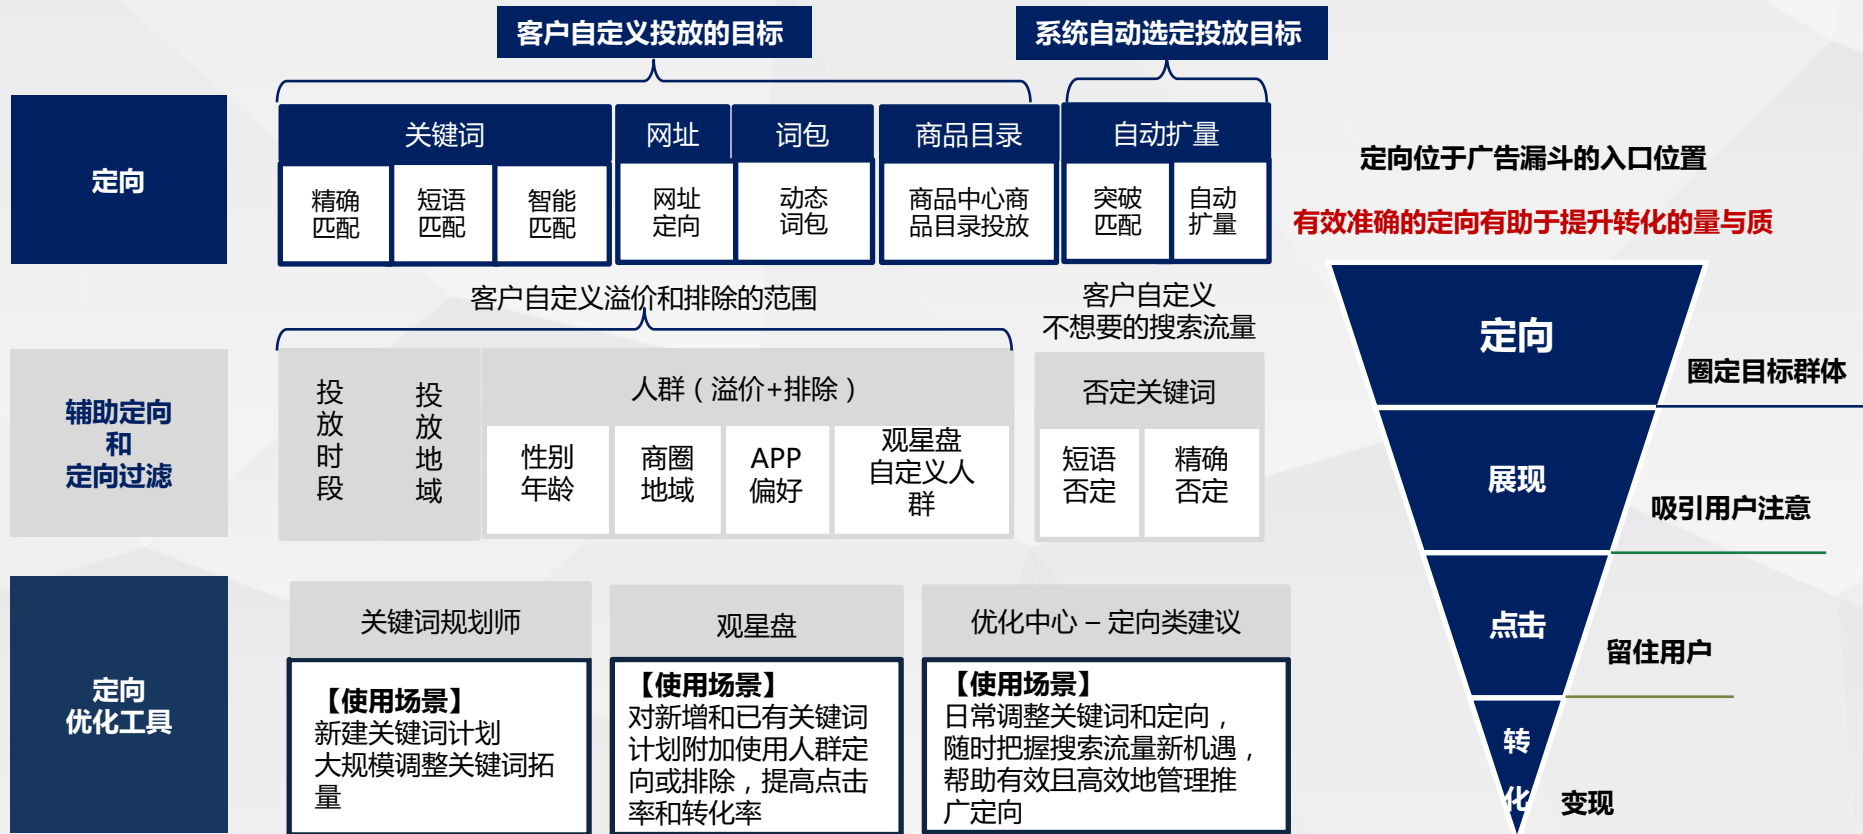 客户自定义投放的目标
系统自动选定投放目标
定向
关键词
网址
词包
商品目录
自动扩量
精确
匹配
短语
匹配
智能
匹配
网址
定向
动态
词包
商品中心商
品目录投放
突破
匹配
自动
扩量
定向位于广告漏斗的入口位置
有效准确的定向有助于提升转化的量与质
客户自定义溢价和排除的范围
客户自定义
不想要的搜索流量
辅助定向
和
定向过滤
投
放
时
段
投
放
地
域
人群（溢价+排除）
性别
年龄
商圈
地域
APP
偏好
观星盘
自定义人
群
否定关键词
短语
否定
精确
否定
定向
优化工具
关键词规划师
【使用场景】
新建关键词计划
大规模调整关键词拓
量
观星盘
【使用场景】
对新增和已有关键词
计划附加使用人群定
向或排除，提高点击
率和转化率
优化中心 – 定向类建议
【使用场景】
日常调整关键词和定向，
随时把握搜索流量新机遇，
帮助有效且高效地管理推
广定向
定向
圈定目标群体
展现
吸引用户注意
点击
留住用户
转
化
变现